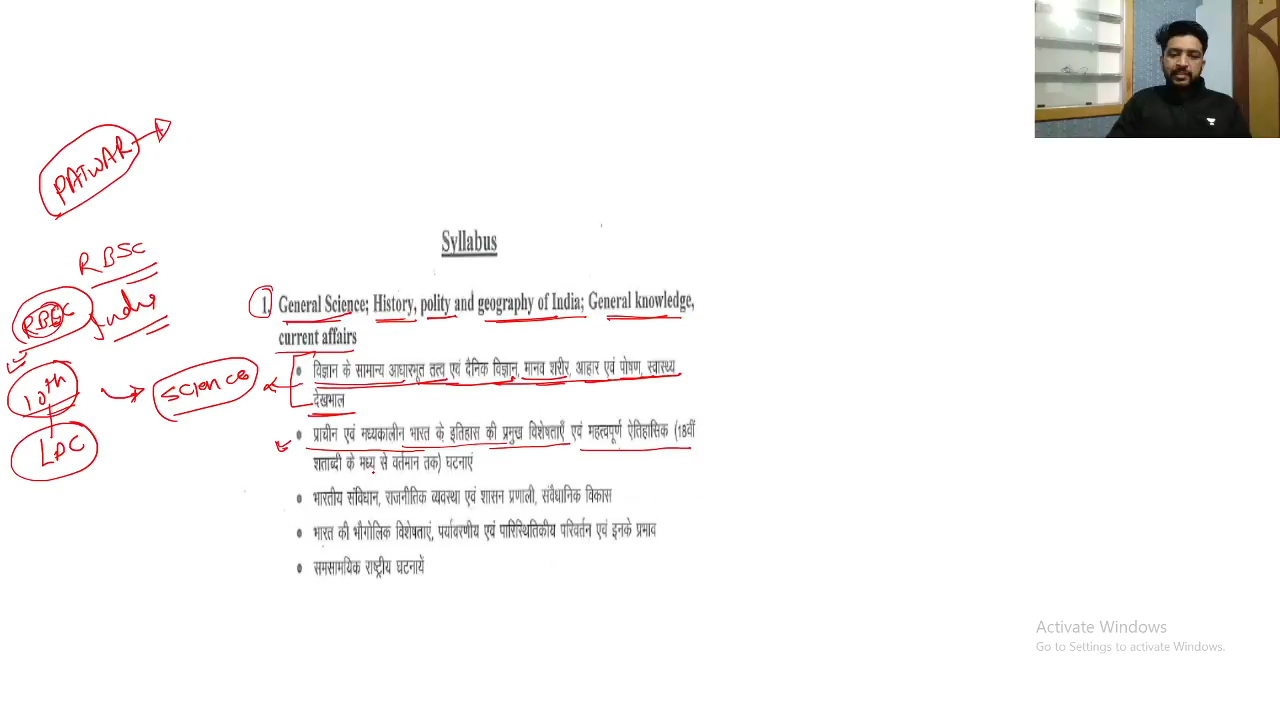 PATWAR
RBSC
India
10th
LDC
Science
Syllabus
1. General Science; History, polity and geography of India; General knowledge,
current affairs
• विज्ञान के सामान्य आधारभूत तत्व एवं दैनिक विज्ञान, मानव शरीर, आहार एवं पोषण, स्वास्थ्य
देखभाल
• प्राचीन एवं मध्यकालीन भारत के इतिहास की प्रमुख विशेषताएँ एवं महत्वपूर्ण ऐतिहासिक (18वीं
शताब्दी के मध्य से वर्तमान तक) घटनाएं
• भारतीय संविधान, राजनीतिक व्यवस्था एवं शासन प्रणाली, संवैधानिक विकास
• भारत की भौगोलिक विशेषताएं, पर्यावरणीय एवं पारिस्थितिकीय परिवर्तन एवं इनके प्रभाव
• समसामयिक राष्ट्रीय घटनायें
Activate Windows
Go to Settings to activate Windows.